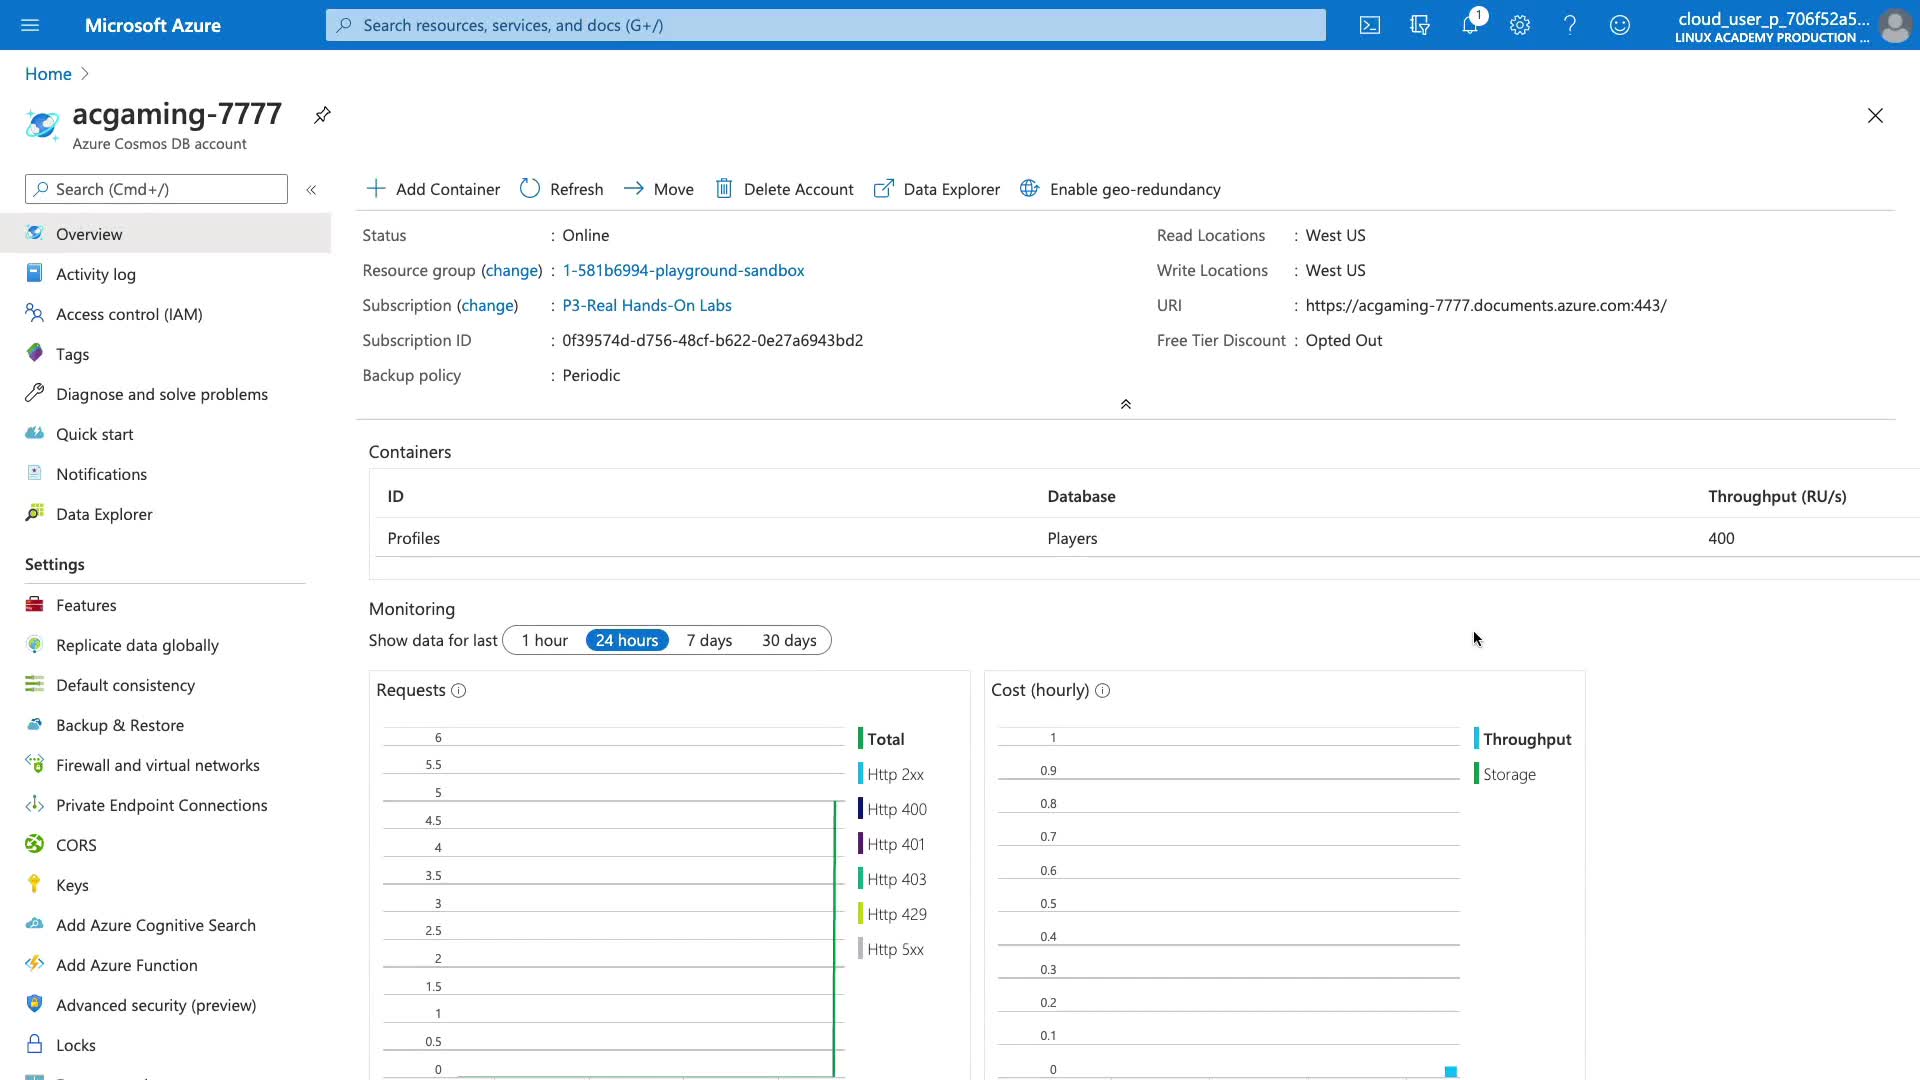 Microsoft Azure
Search resources, services, and docs (G+/)
1
cloud_user_p_706f52a5...
LINUX ACADEMY PRODUCTION ...
Home
acgaming-7777
Azure Cosmos DB account
Search (Cmd+/)
Add Container
Refresh
Move
Delete Account
Data Explorer
Enable geo-redundancy
Overview
Activity log
Access control (IAM)
Tags
Diagnose and solve problems
Quick start
Notifications
Data Explorer
Settings
Features
Replicate data globally
Default consistency
Backup & Restore
Firewall and virtual networks
Private Endpoint Connections
CORS
Keys
Add Azure Cognitive Search
Add Azure Function
Advanced security (preview)
Locks
Status : Online
Resource group (change) : 1-581b6994-playground-sandbox
Subscription (change) : P3-Real Hands-On Labs
Subscription ID : 0f39574d-d756-48cf-b622-0e27a6943bd2
Backup policy : Periodic
Read Locations : West US
Write Locations : West US
URI : https://acgaming-7777.documents.azure.com:443/
Free Tier Discount : Opted Out
Containers
ID Database Throughput (RU/s)
Profiles Players 400
Monitoring
Show data for last 1 hour 24 hours 7 days 30 days
Requests
6
5.5
5
4.5
4
3.5
3
2.5
2
1.5
1
0.5
0
Total
Http 2xx
Http 400
Http 401
Http 403
Http 429
Http 5xx
Cost (hourly)
1
0.9
0.8
0.7
0.6
0.5
0.4
0.3
0.2
0.1
0
Throughput
Storage